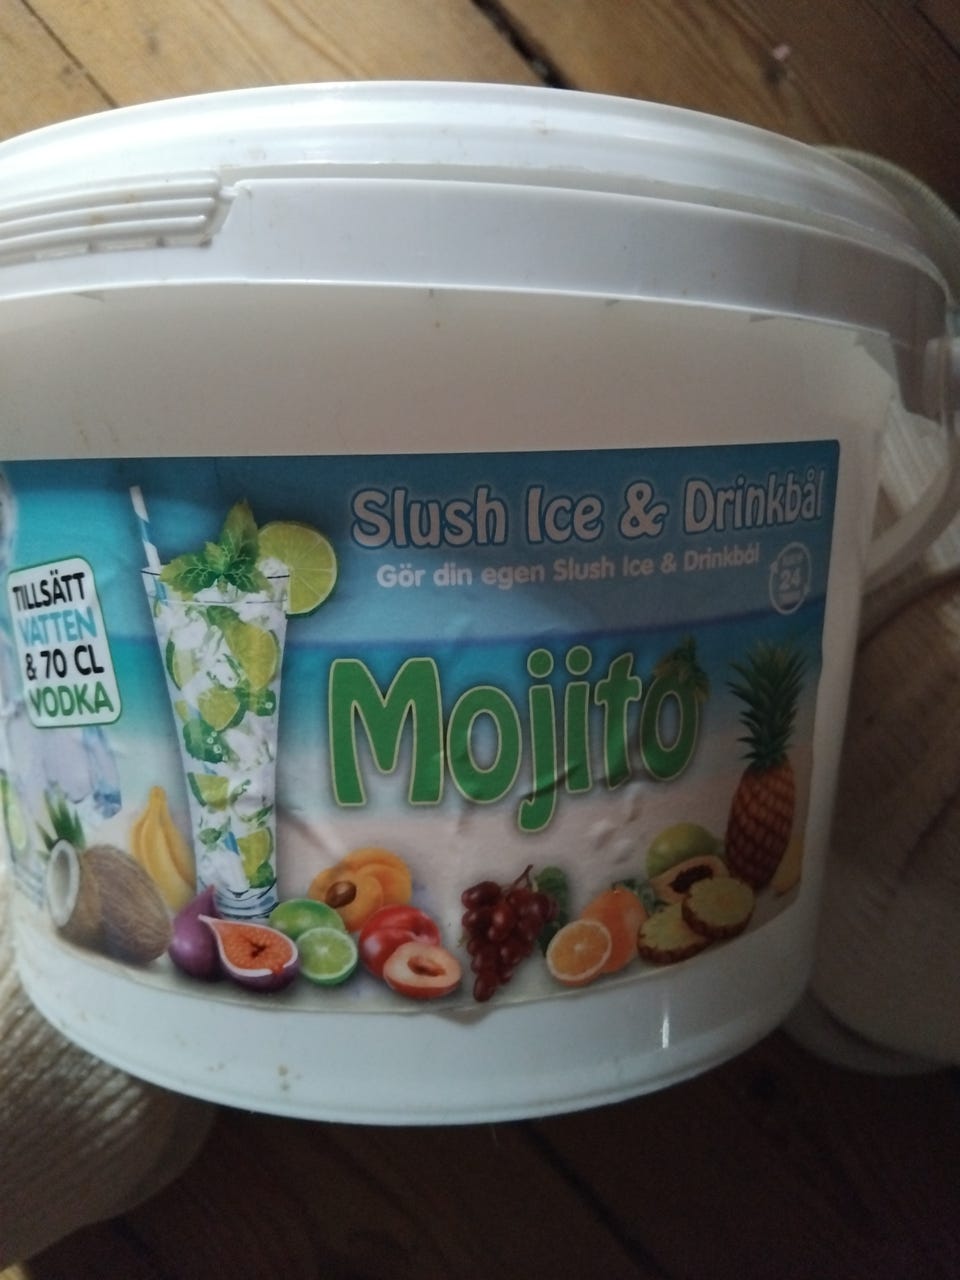 Slush Ice & Drinkbål
Gör din egen Slush Ice & Drinkbål
24
TILLSÄTT
VATTEN
& 70 CL
VODKA
Mojito